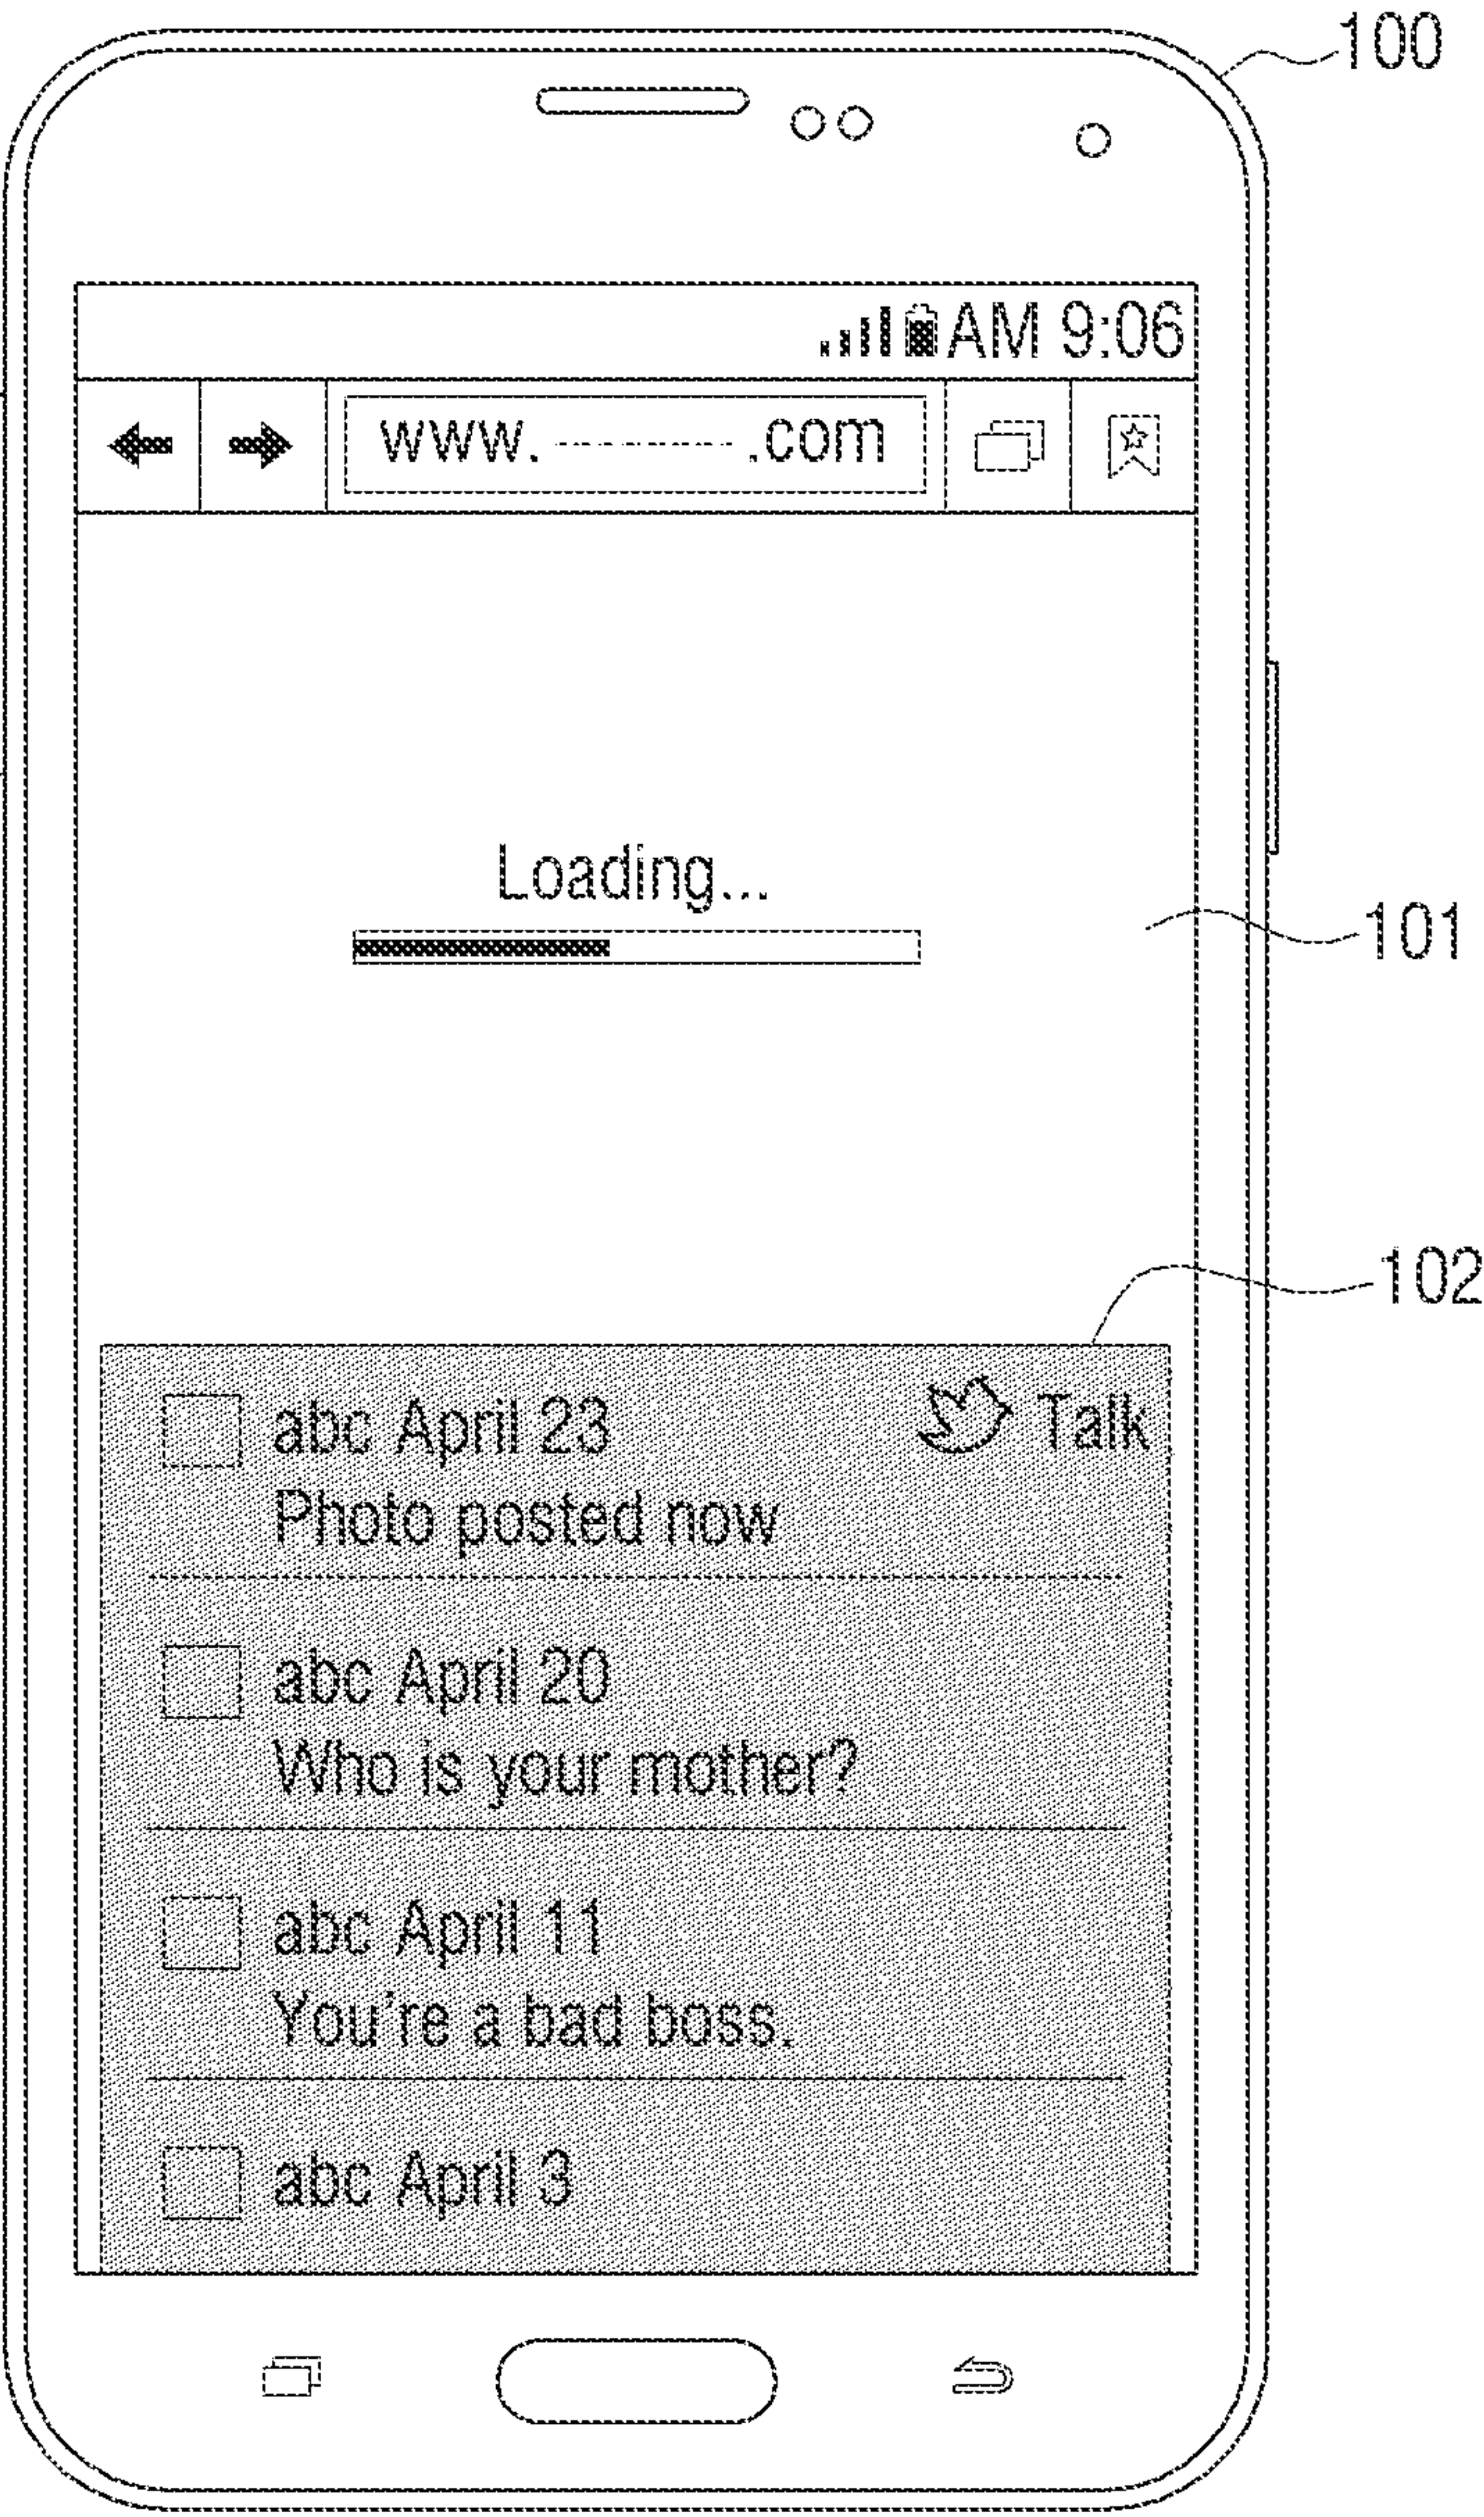 100
AM 9:06
www. .com
Loading...
101
102
abc April 23 Talk
Photo posted now
abc April 20
Who is your mother?
abc April 11
You're a bad boss.
abc April 3